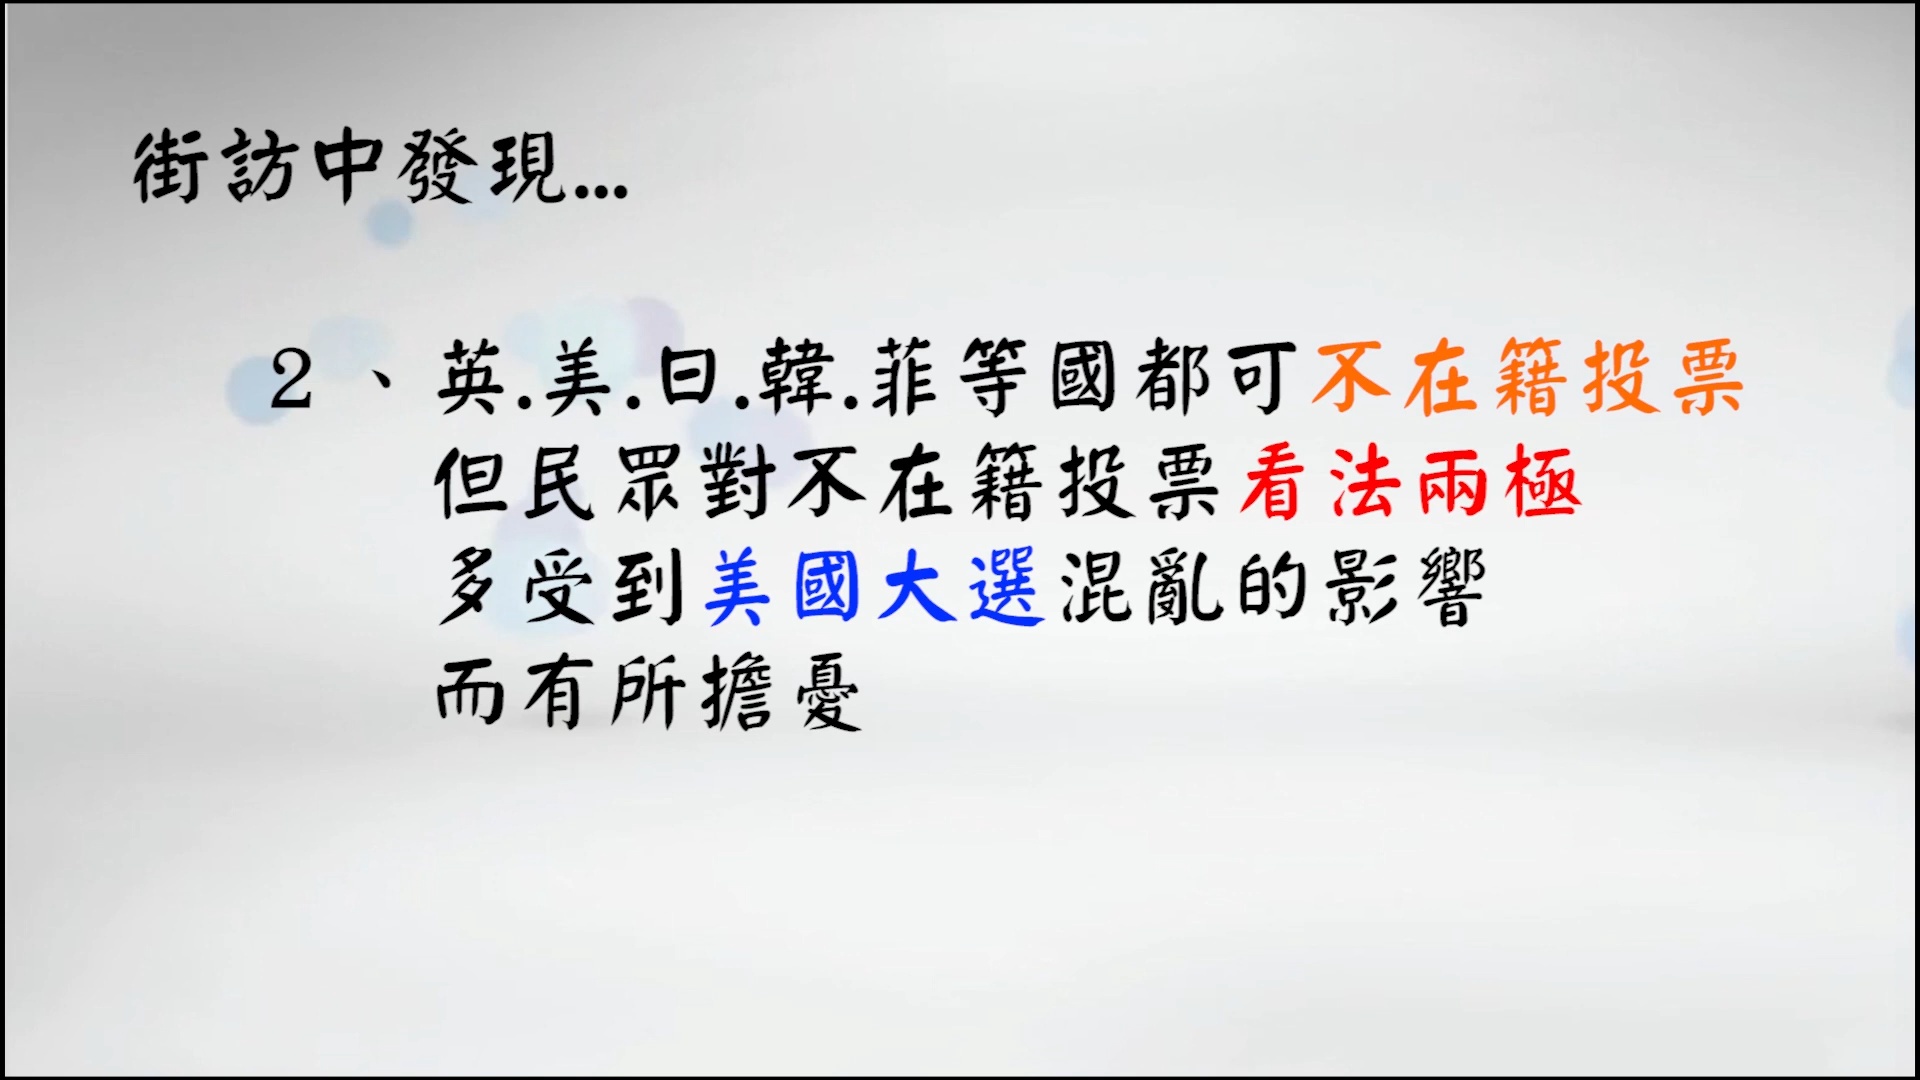 街訪中發現...
2、英.美.日.韓.菲等國都可不在籍投票
但民眾對不在籍投票看法兩極
多受到美國大選混亂的影響
而有所擔憂